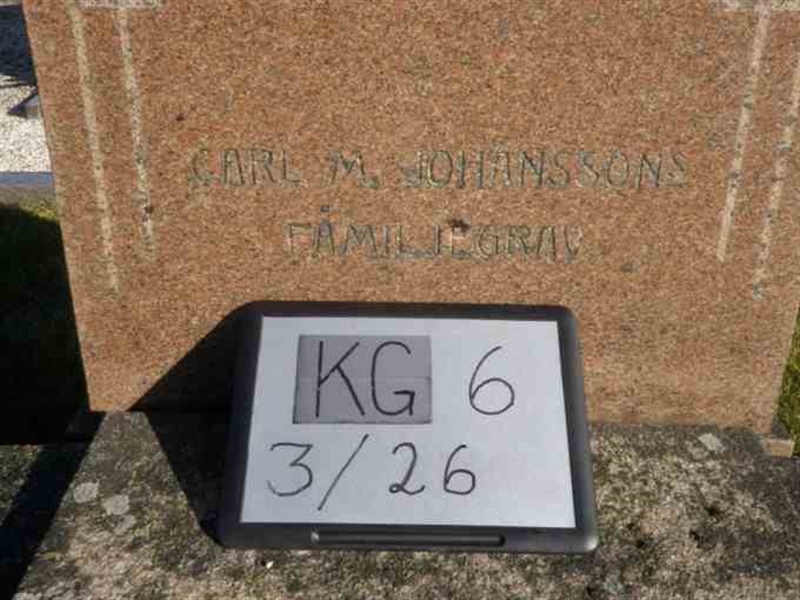 CARL M. JOHANSSONS
FAMILJEGRAV
KG 6
3/26